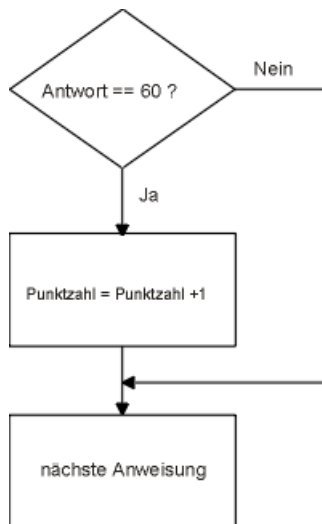 Antwort == 60 ?
Nein
Ja
Punktzahl = Punktzahl +1
nächste Anweisung